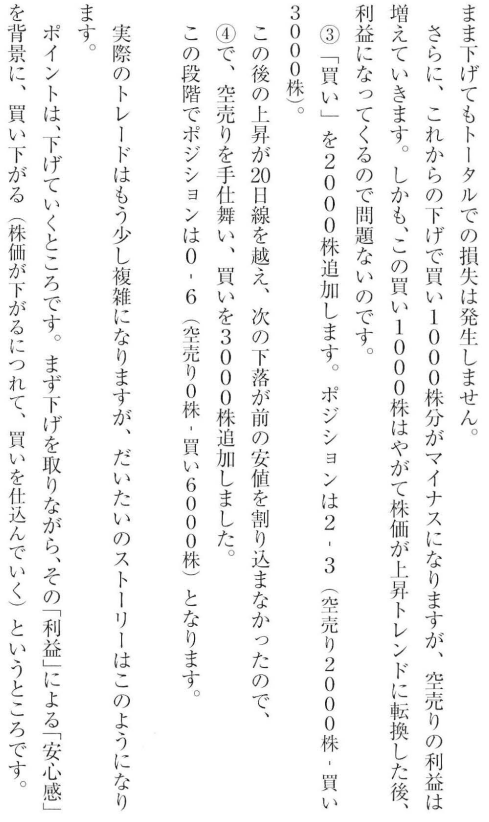 まま下げてもトータルでの損失は発生しません。
さらに、これからの下げで買い1000株分がマイナスになりますが、空売りの利益は
増えていきます。しかも、この買い1000株はやがて株価が上昇トレンドに転換した後、
利益になってくるので問題ないのです。
③「買い」を2000株追加します。ポジションは2-3（空売り2000株-買い
3000株）。
この後の上昇が20日線を越え、次の下落が前の安値を割り込まなかったので、
④で、空売りを手仕舞い、買いを3000株追加しました。
この段階でポジションは0-6（空売り0株-買い6000株）となります。
実際のトレードはもう少し複雑になりますが、だいたいのストーリーはこのようになり
ます。
ポイントは、下げていくところです。まず下げを取りながら、その「利益」による「安心感」
を背景に、買い下がる（株価が下がるにつれて、買いを仕込んでいく）というところです。